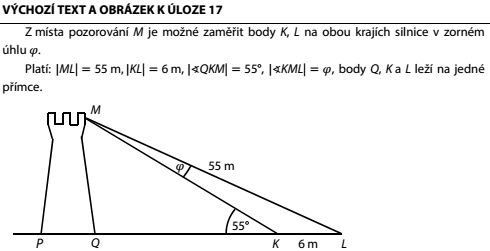 VÝCHOZÍ TEXT A OBRÁZEK K ÚLOZE 17
Z místa pozorování M je možné zaměřit body K, L na obou krajích silnice v zorném
úhlu φ.
Platí: |ML| = 55 m, |KL| = 6 m, |∢QKM| = 55°, |∢KML| = φ, body Q, K a L leží na jedné
přímce.
M
φ
55 m
55°
P
Q
K
6 m
L